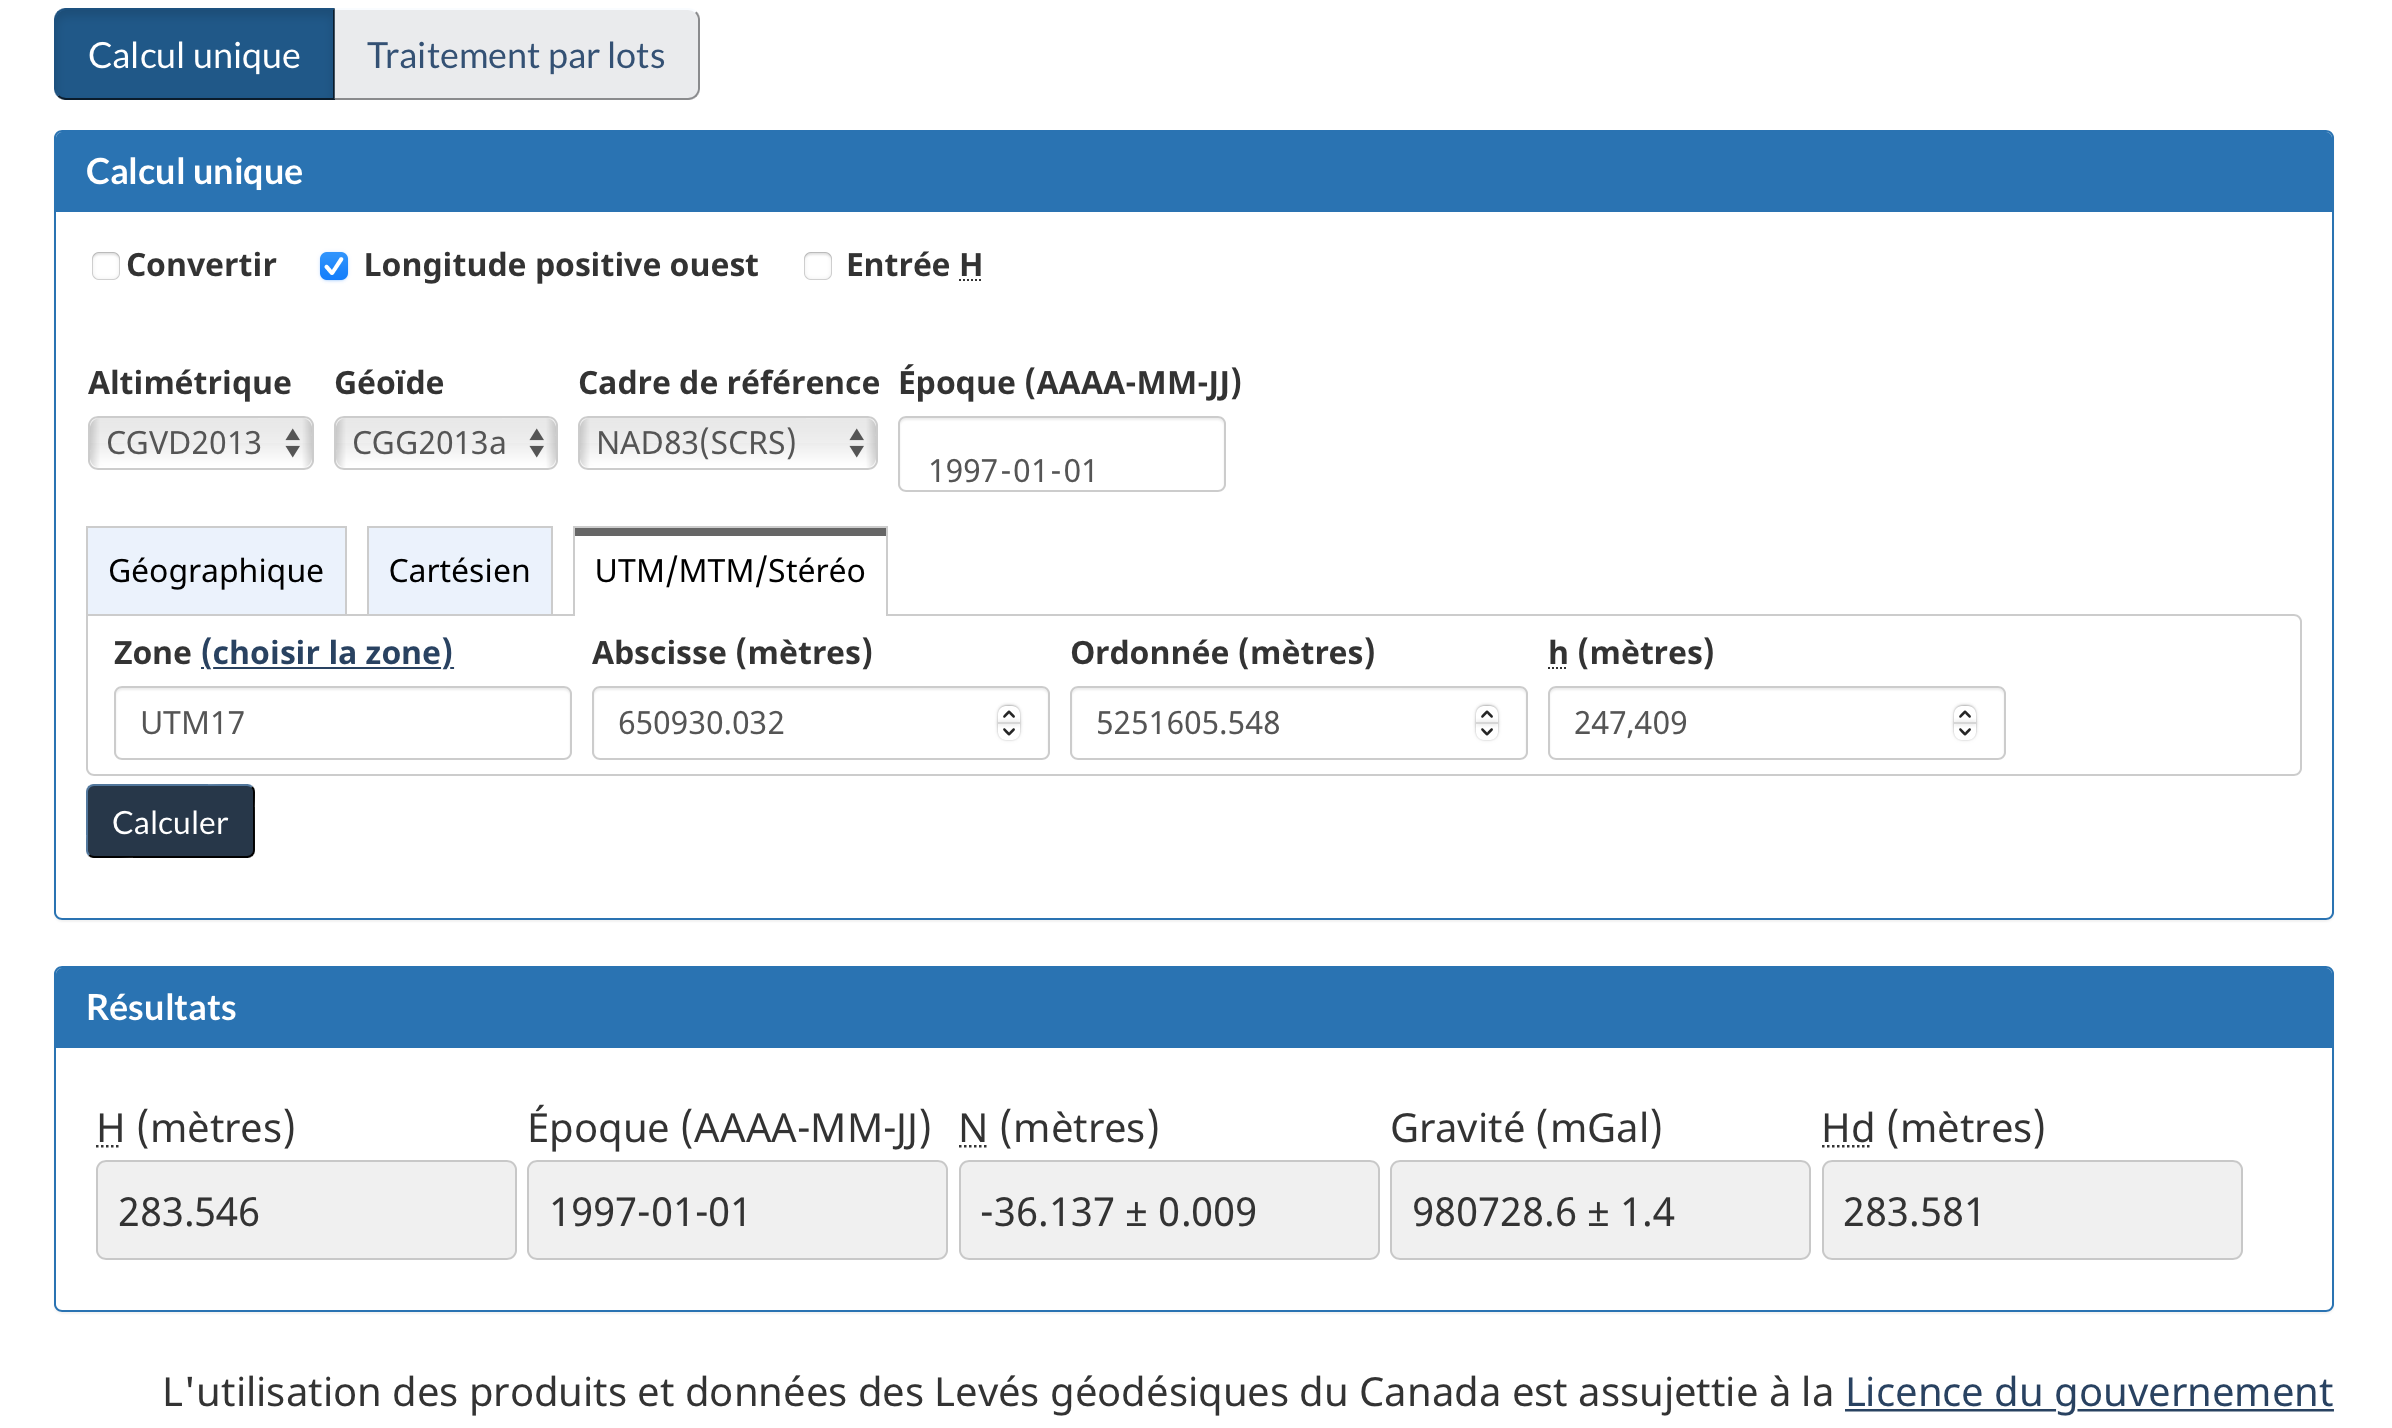 Calcul unique Traitement par lots
Calcul unique
Convertir Longitude positive ouest Entrée H
Altimétrique Géoïde Cadre de référence Époque (AAAA-MM-JJ)
CGVD2013 CGG2013a NAD83(SCRS) 1997-01-01
Géographique Cartésien UTM/MTM/Stéréo
Zone (choisir la zone) Abscisse (mètres) Ordonnée (mètres) h (mètres)
UTM17 650930.032 5251605.548 247,409
Calculer
Résultats
H (mètres) Époque (AAAA-MM-JJ) N (mètres) Gravité (mGal) Hd (mètres)
283.546 1997-01-01 -36.137 ± 0.009 980728.6 ± 1.4 283.581
L'utilisation des produits et données des Levés géodésiques du Canada est assujettie à la Licence du gouvernement